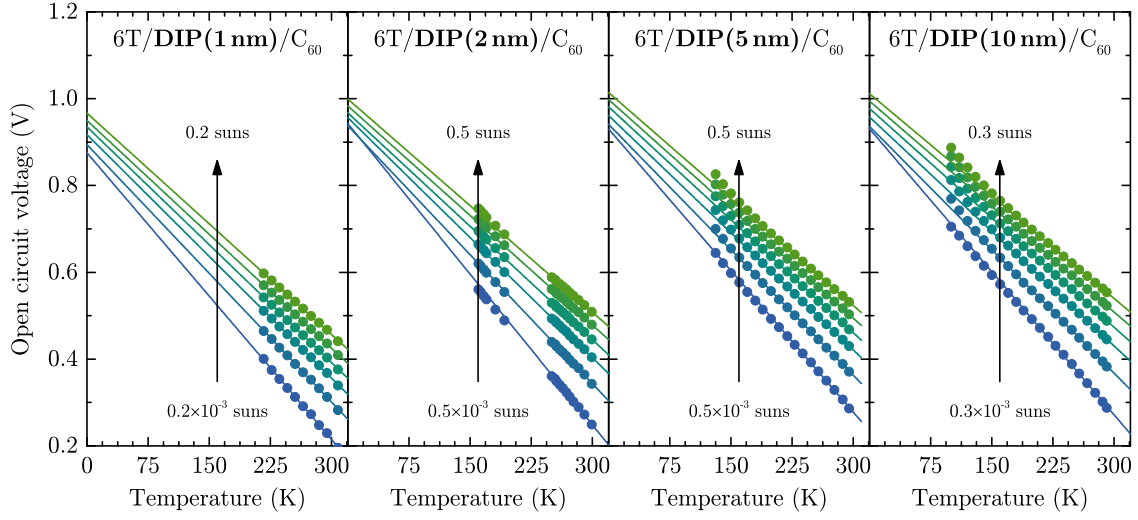 6T/DIP(1 nm)/C₆₀
6T/DIP(2 nm)/C₆₀
6T/DIP(5 nm)/C₆₀
6T/DIP(10 nm)/C₆₀
Open circuit voltage (V)
1.2
1.0
0.8
0.6
0.4
0.2
0.2 suns
0.5 suns
0.5 suns
0.3 suns
0.2×10⁻³ suns
0.5×10⁻³ suns
0.5×10⁻³ suns
0.3×10⁻³ suns
0 75 150 225 300
75 150 225 300
75 150 225 300
75 150 225 300
Temperature (K)
Temperature (K)
Temperature (K)
Temperature (K)